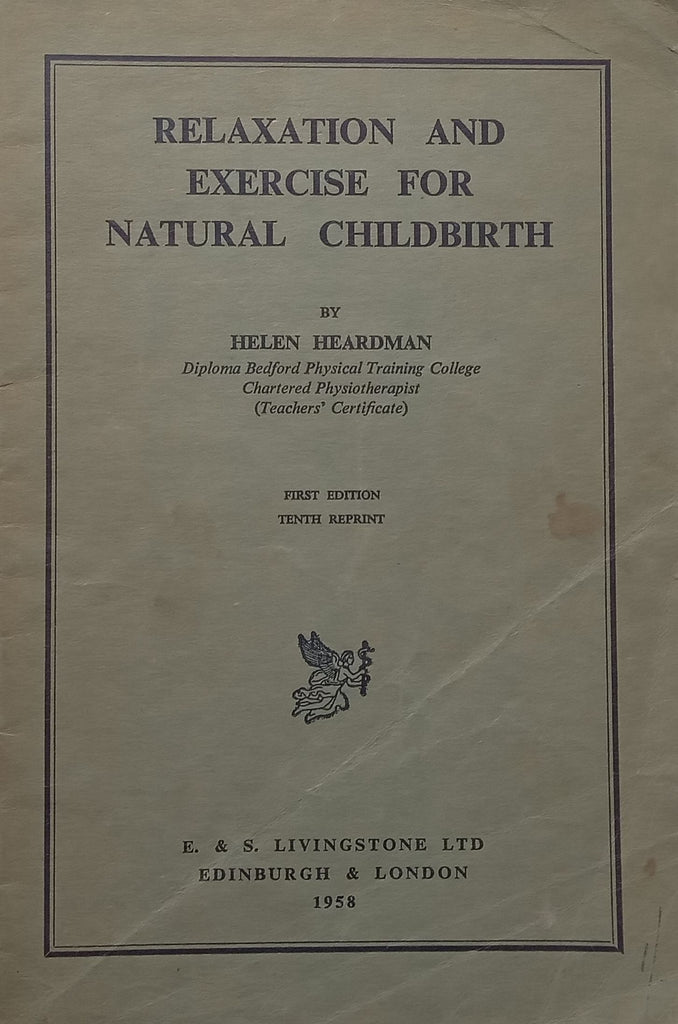 RELAXATION AND
EXERCISE FOR
NATURAL CHILDBIRTH
BY
HELEN HEARDMAN
Diploma Bedford Physical Training College
Chartered Physiotherapist
(Teachers' Certificate)
FIRST EDITION
TENTH REPRINT
E. & S. LIVINGSTONE LTD
EDINBURGH & LONDON
1958